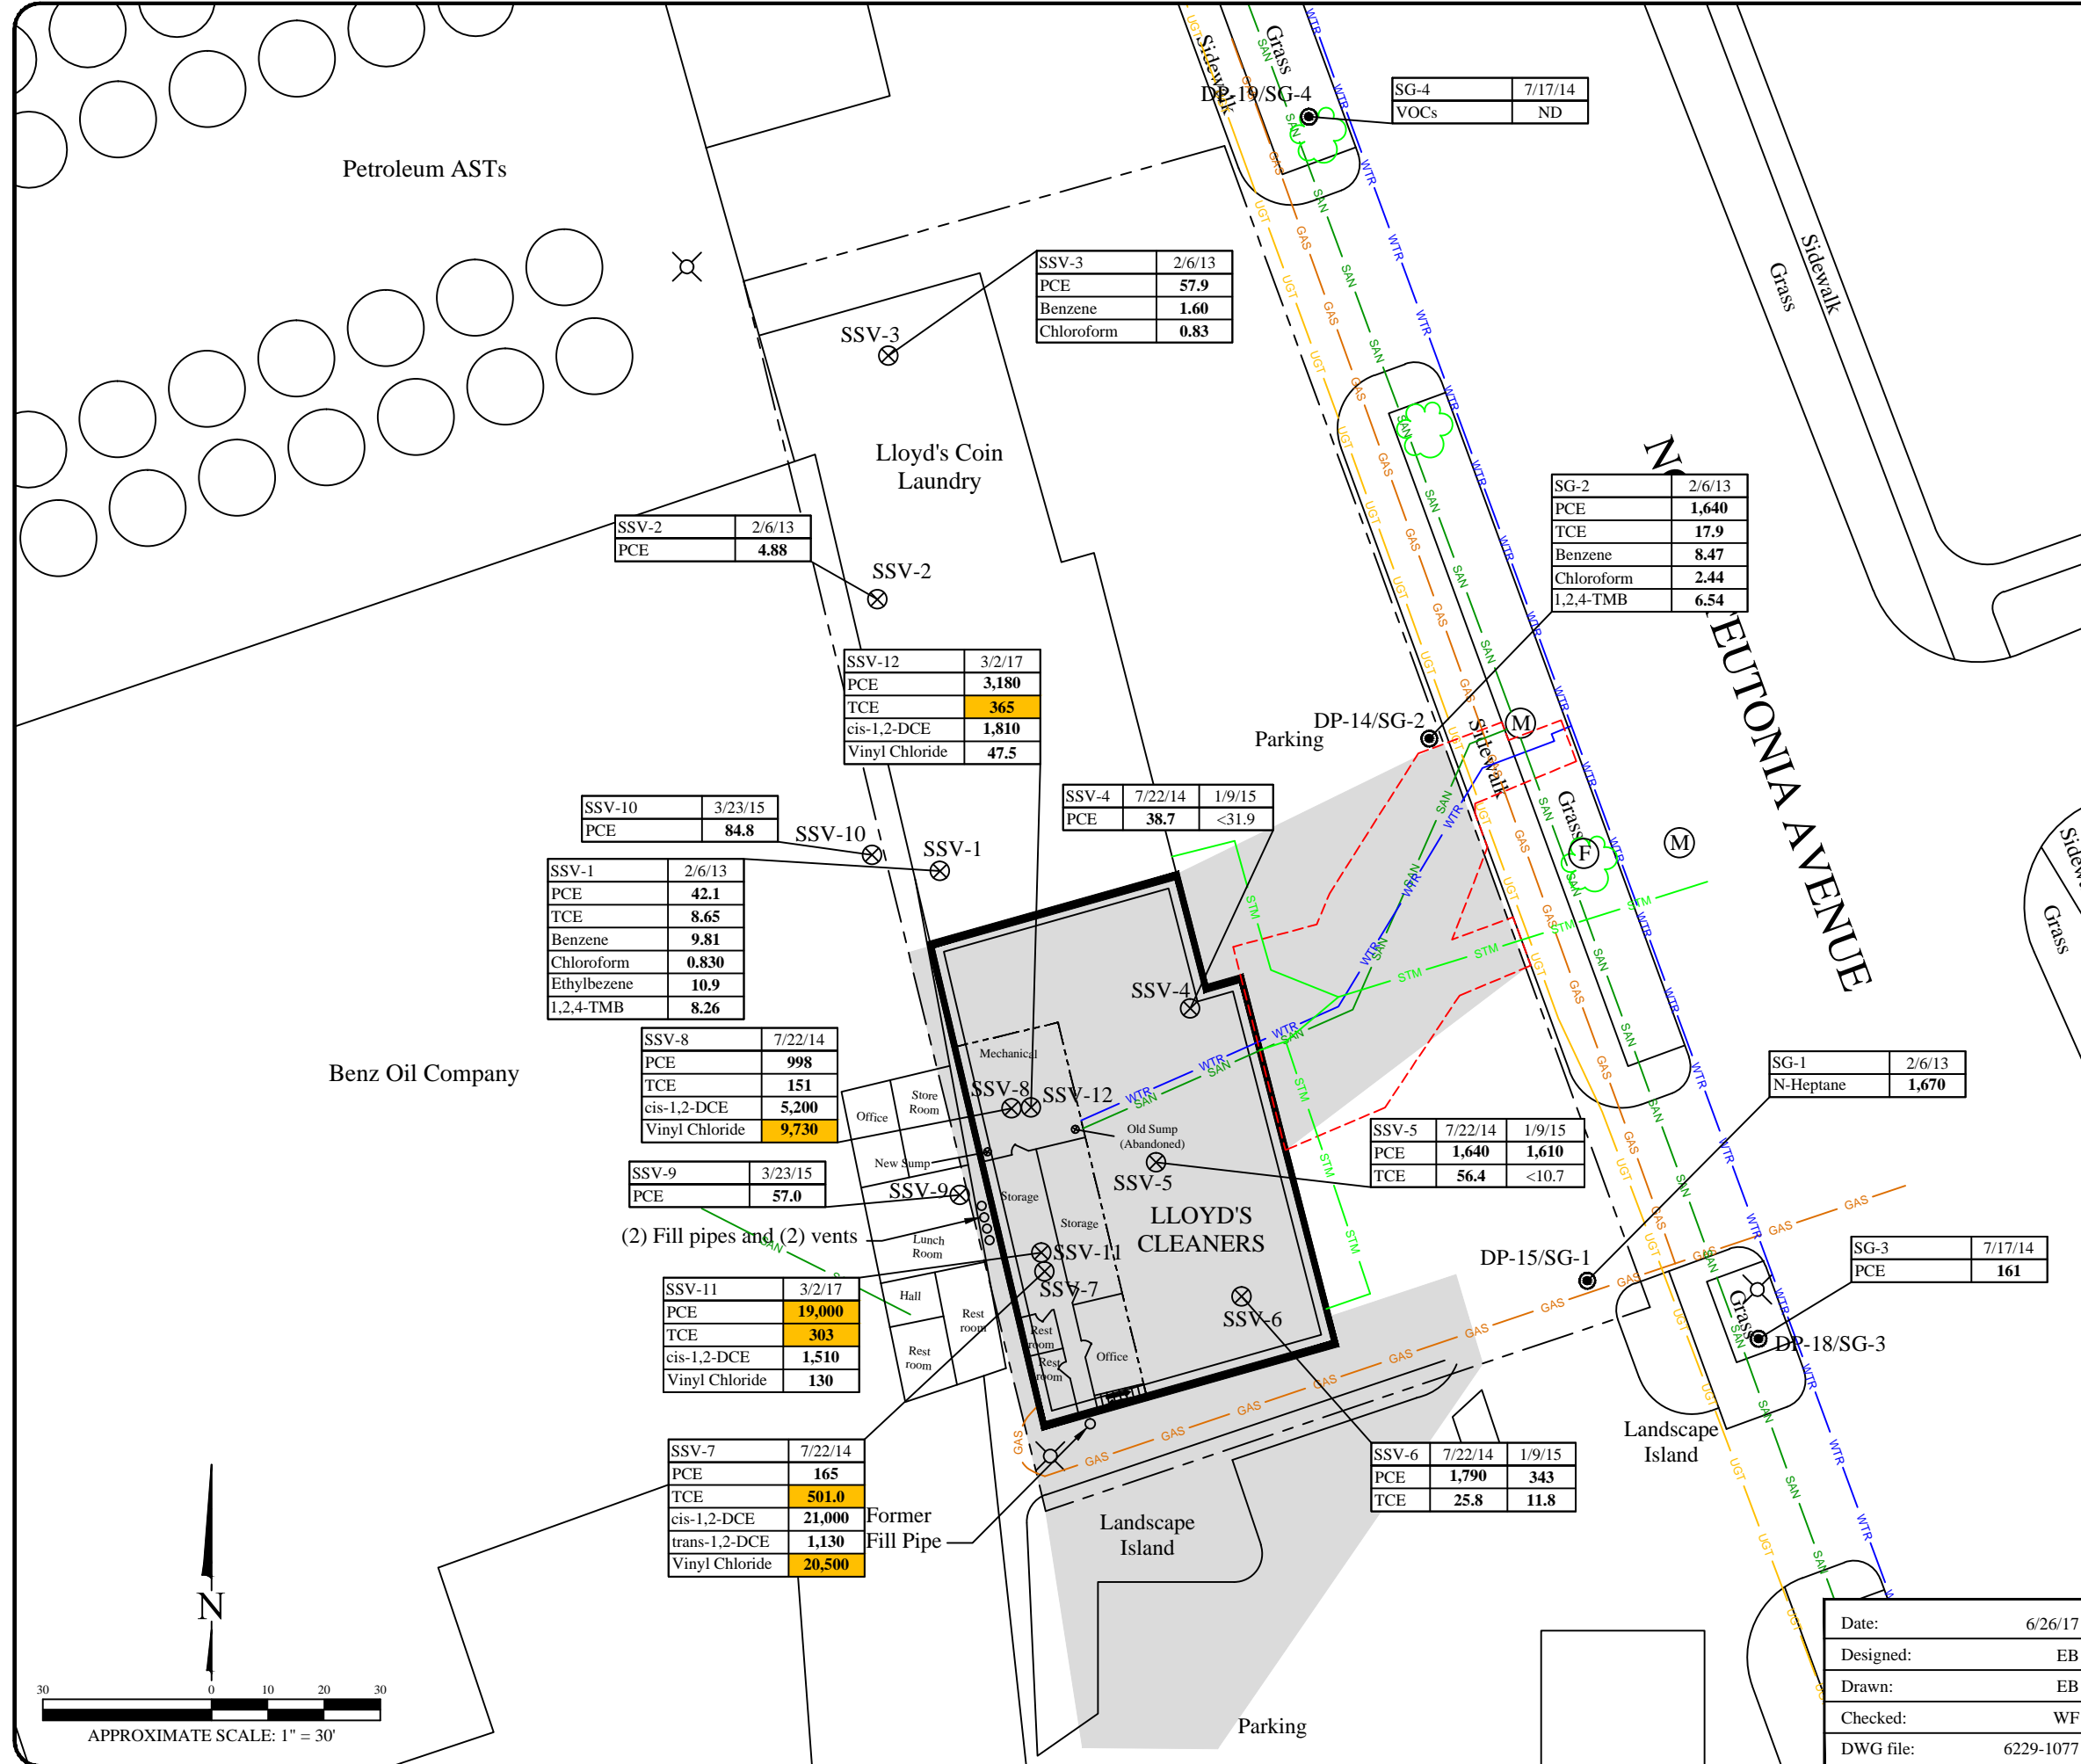 Petroleum ASTs
Sidewalk
Grass
DP-19/SG-4
SG-4 7/17/14
VOCs ND
Sidewalk
Grass
SSV-3 2/6/13
PCE 57.9
Benzene 1.60
Chloroform 0.83
SSV-3
Lloyd's Coin
Laundry
SG-2 2/6/13
PCE 1,640
TCE 17.9
Benzene 8.47
Chloroform 2.44
1,2,4-TMB 6.54
SSV-2 2/6/13
PCE 4.88
SSV-2
SSV-12 3/2/17
PCE 3,180
TCE 365
cis-1,2-DCE 1,810
Vinyl Chloride 47.5
DP-14/SG-2
Parking
Sidewalk
Grass
M
M
F
TEUTONIA AVENUE
Grass
SSV-4 7/22/14 1/9/15
PCE 38.7 <31.9
SSV-10 3/23/15
PCE 84.8
SSV-10
SSV-1
SSV-1 2/6/13
PCE 42.1
TCE 8.65
Benzene 9.81
Chloroform 0.830
Ethylbezene 10.9
1,2,4-TMB 8.26
SSV-4
Benz Oil Company
SSV-8 7/22/14
PCE 998
TCE 151
cis-1,2-DCE 5,200
Vinyl Chloride 9,730
Mechanical
SSV-8
SSV-12
Office
Store
Room
Old Sump
(Abandoned)
New Sump
SG-1 2/6/13
N-Heptane 1,670
SSV-5 7/22/14 1/9/15
PCE 1,640 1,610
TCE 56.4 <10.7
SSV-9 3/23/15
PCE 57.0
SSV-9
Storage
SSV-5
Storage
LLOYD'S
CLEANERS
(2) Fill pipes and (2) vents
Lunch
Room
SSV-11
SSV-7
DP-15/SG-1
SG-3 7/17/14
PCE 161
SSV-11 3/2/17
PCE 19,000
TCE 303
cis-1,2-DCE 1,510
Vinyl Chloride 130
Hall
Rest
room
Rest
room
Rest
room
Rest
room
Office
SSV-6
Grass
DP-18/SG-3
Landscape
Island
SSV-7 7/22/14
PCE 165
TCE 501.0
cis-1,2-DCE 21,000
trans-1,2-DCE 1,130
Vinyl Chloride 20,500
Former
Fill Pipe
SSV-6 7/22/14 1/9/15
PCE 1,790 343
TCE 25.8 11.8
Landscape
Island
Parking
N
30 0 10 20 30
APPROXIMATE SCALE: 1" = 30'
Date: 6/26/17
Designed: EB
Drawn: EB
Checked: WF
DWG file: 6229-1077
UGT
GAS
SAN
WTR
STM